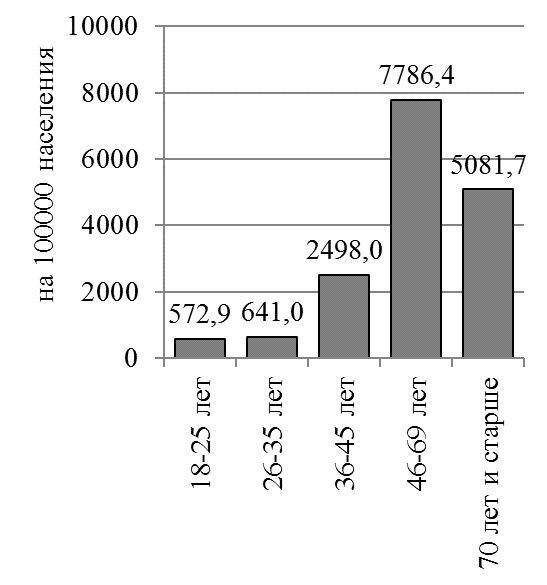 на 100000 населения
10000
8000
6000
4000
2000
0
572,9
641,0
2498,0
7786,4
5081,7
18-25 лет
26-35 лет
36-45 лет
46-69 лет
70 лет и старше